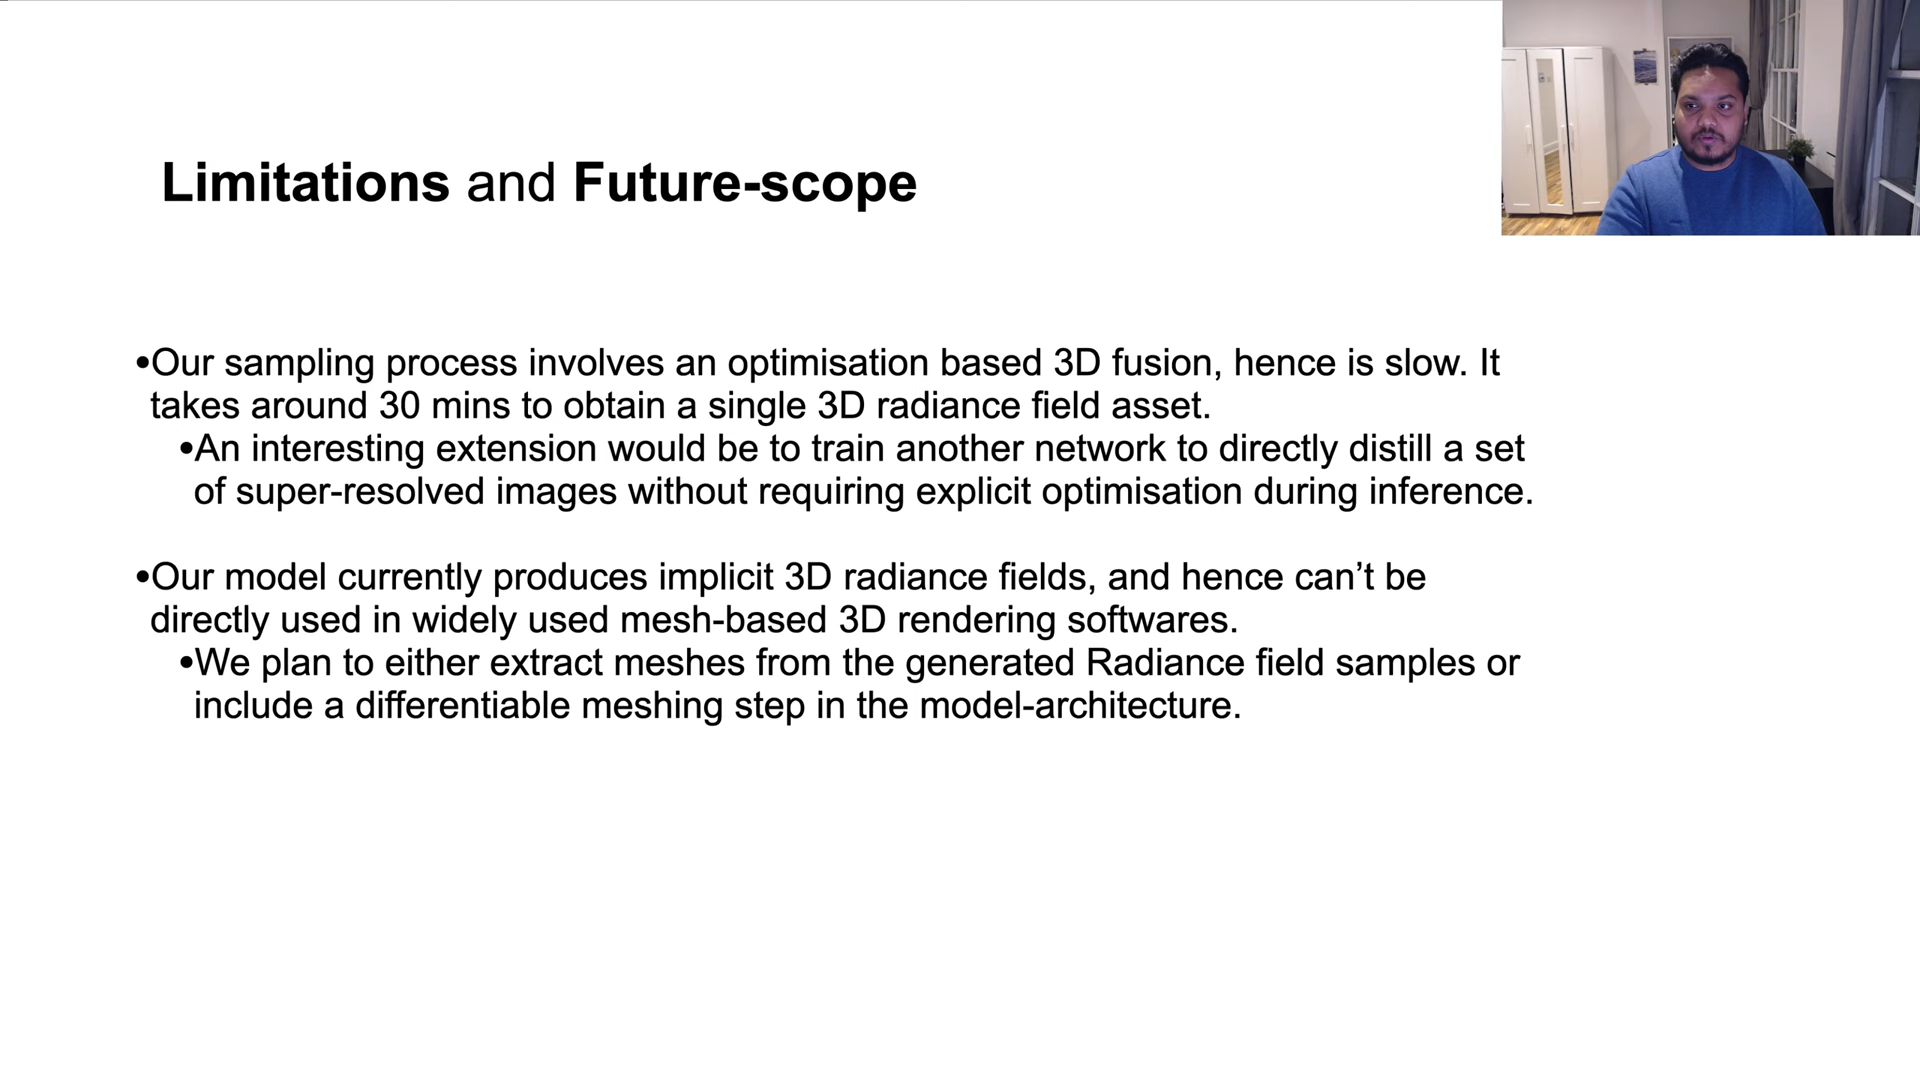 Limitations and Future-scope
•Our sampling process involves an optimisation based 3D fusion, hence is slow. It
takes around 30 mins to obtain a single 3D radiance field asset.
•An interesting extension would be to train another network to directly distill a set
of super-resolved images without requiring explicit optimisation during inference.
•Our model currently produces implicit 3D radiance fields, and hence can’t be
directly used in widely used mesh-based 3D rendering softwares.
•We plan to either extract meshes from the generated Radiance field samples or
include a differentiable meshing step in the model-architecture.